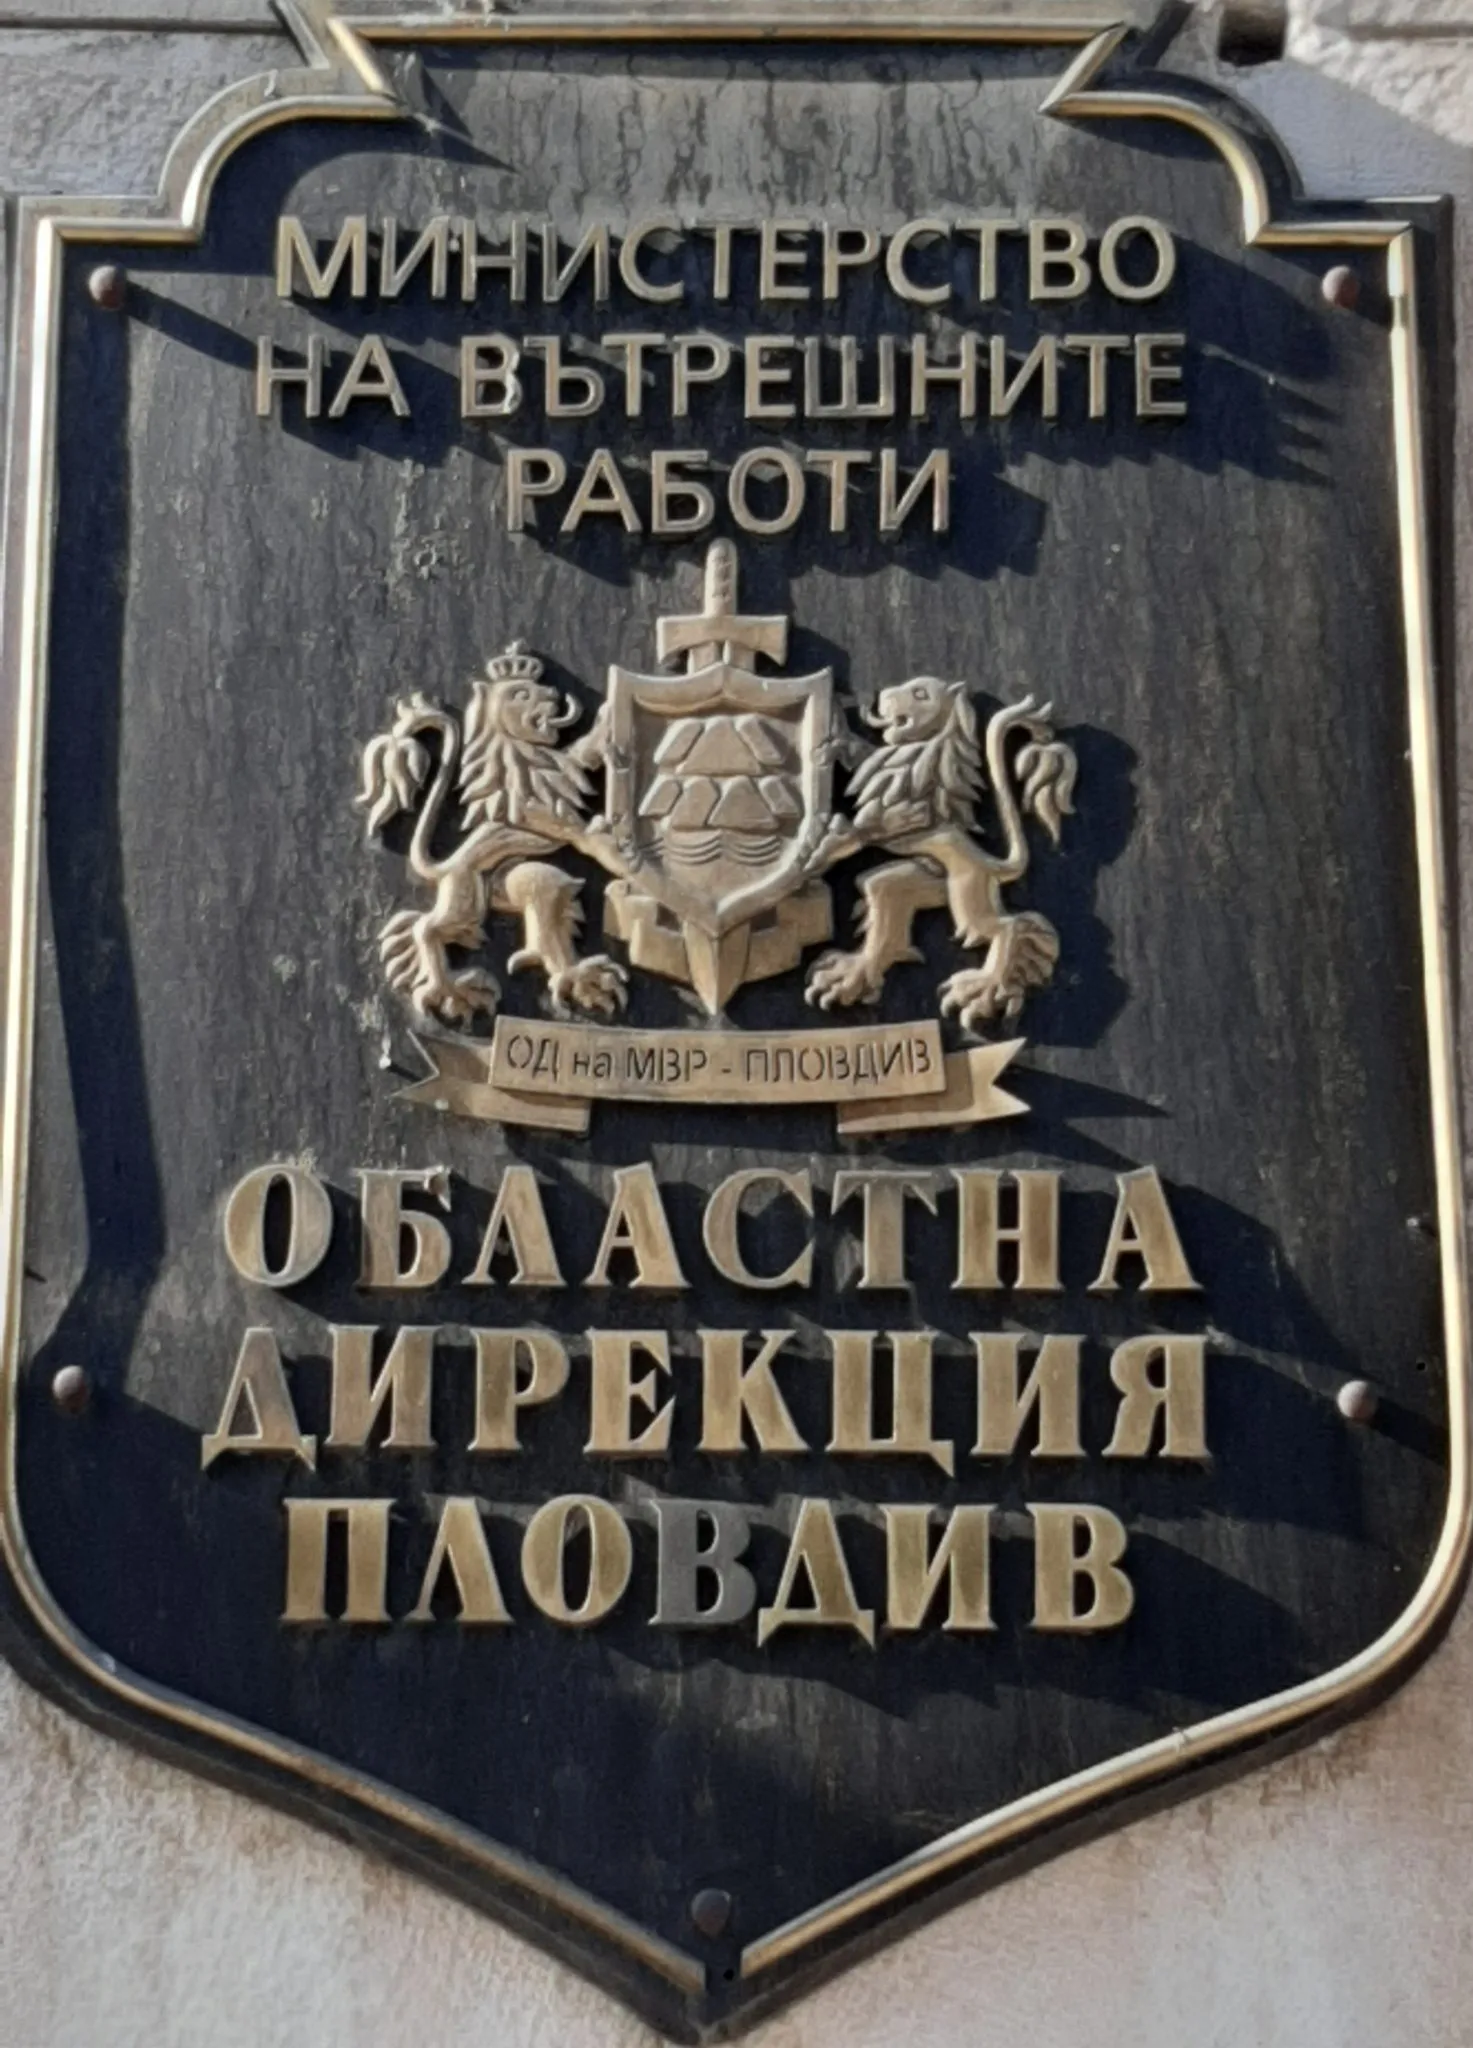 МИНИСТЕРСТВО
НА ВЪТРЕШНИТЕ
РАБОТИ
ОД на МВР - ПЛОВДИВ
ОБЛАСТНА
ДИРЕКЦИЯ
ПЛОВДИВ